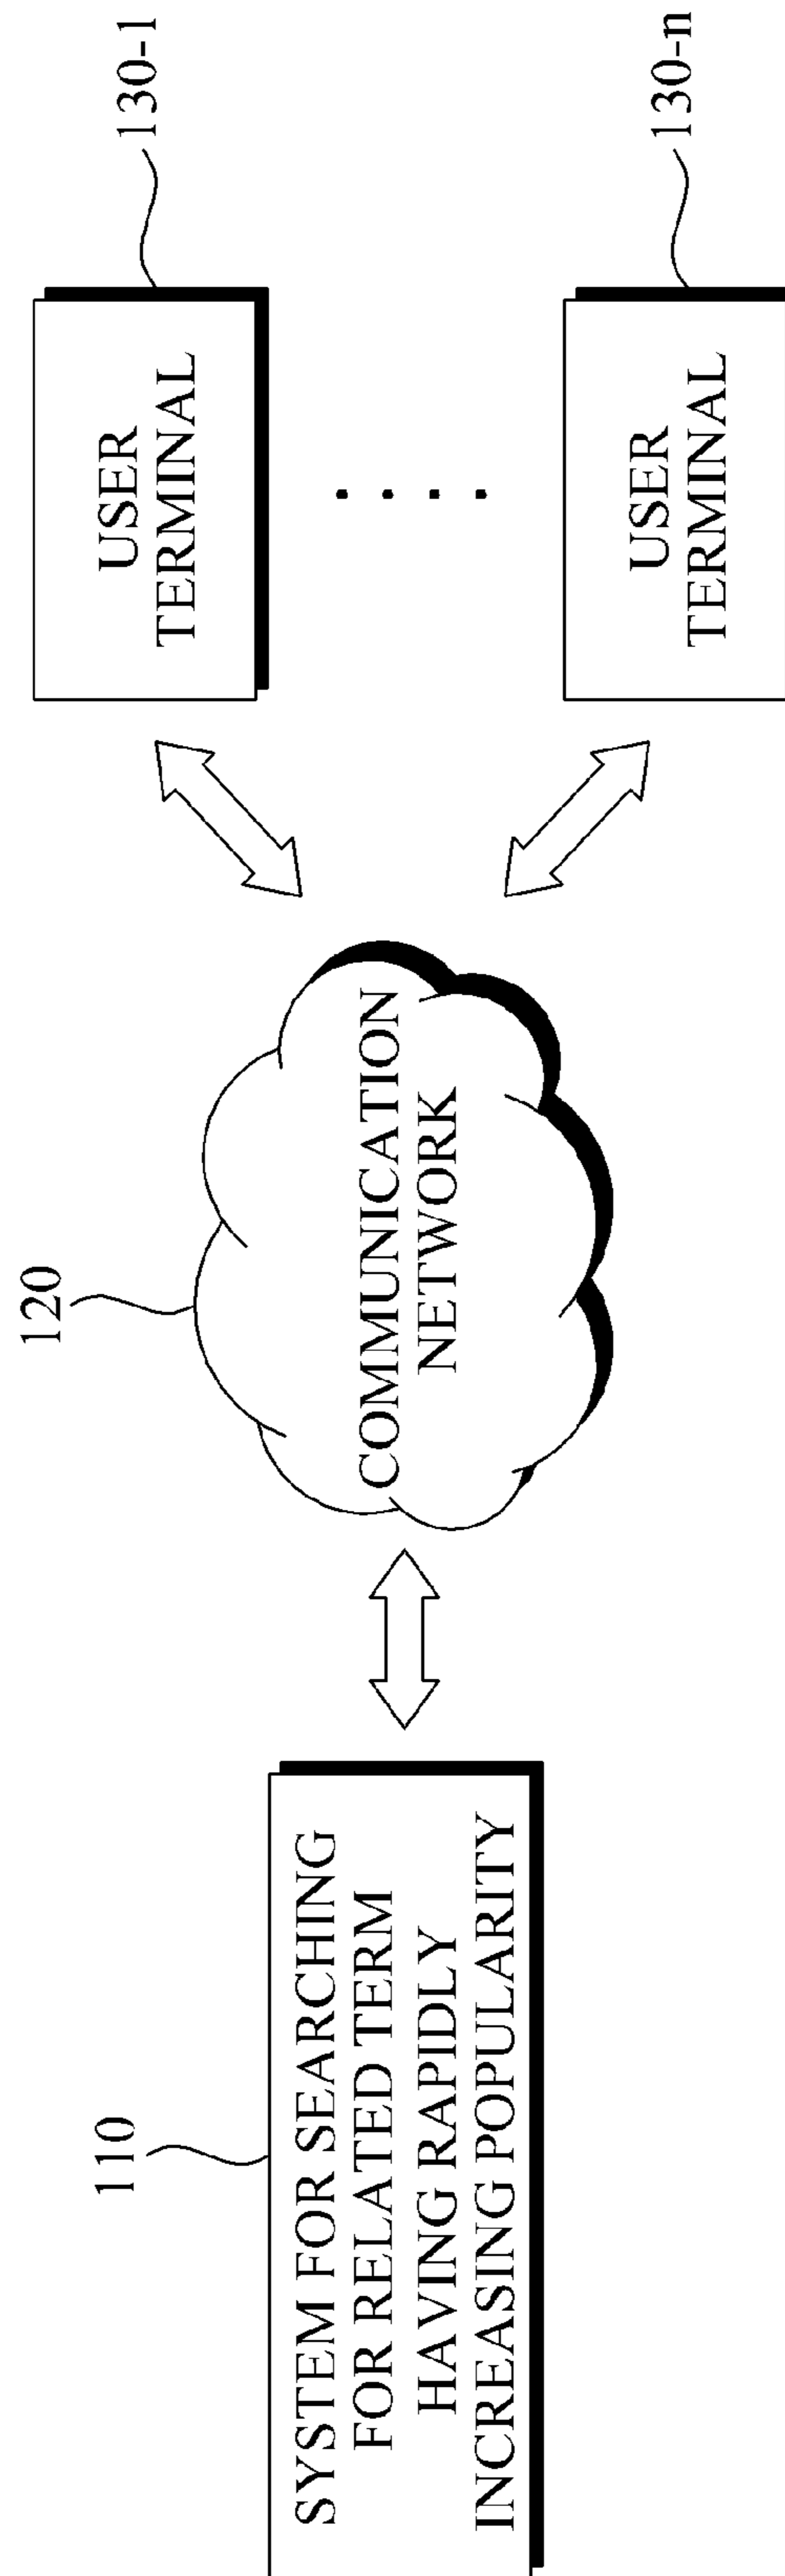 110
SYSTEM FOR SEARCHING
FOR RELATED TERM
HAVING RAPIDLY
INCREASING POPULARITY
120
COMMUNICATION
NETWORK
130-1
USER
TERMINAL
130-n
USER
TERMINAL